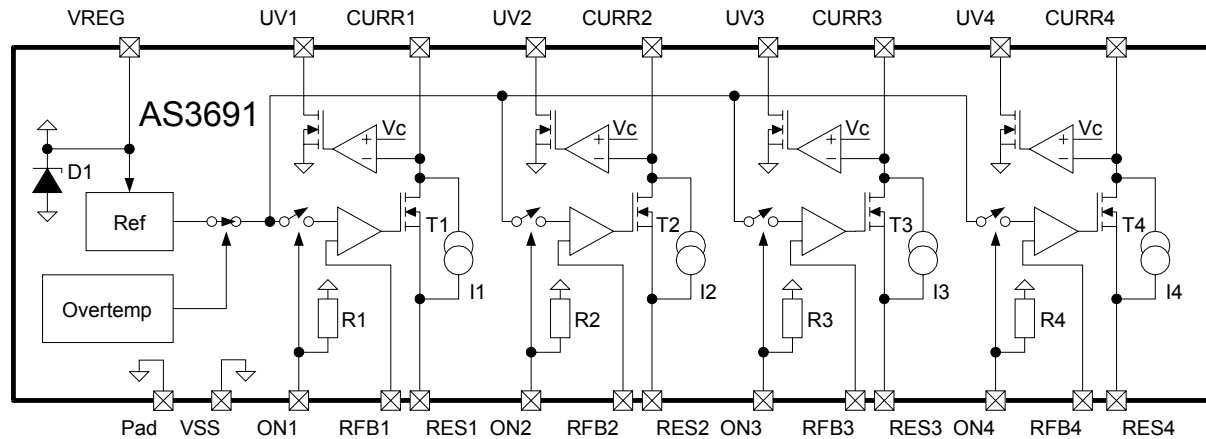 VREG UV1 CURR1 UV2 CURR2 UV3 CURR3 UV4 CURR4
AS3691
Vc Vc Vc Vc
+ + + +
− − − −
D1
Ref T1 T2 T3 T4
I1 I2 I3 I4
Overtemp R1 R2 R3 R4
Pad VSS ON1 RFB1 RES1 ON2 RFB2 RES2 ON3 RFB3 RES3 ON4 RFB4 RES4